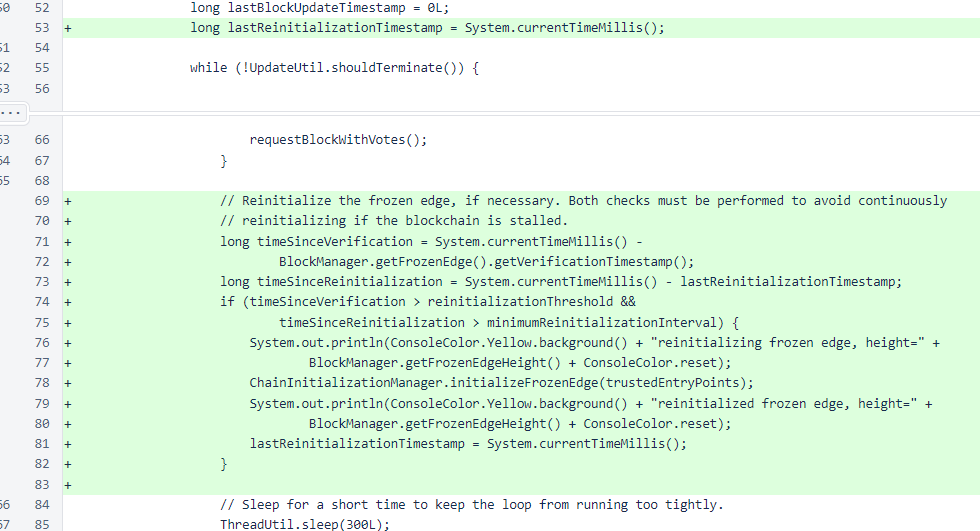 50 52 long lastBlockUpdateTimestamp = 0L;
53 + long lastReinitializationTimestamp = System.currentTimeMillis();
51 54
52 55 while (!UpdateUtil.shouldTerminate()) {
53 56
...
63 66 requestBlockWithVotes();
64 67 }
65 68
69 + // Reinitialize the frozen edge, if necessary. Both checks must be performed to avoid continuously
70 + // reinitializing if the blockchain is stalled.
71 + long timeSinceVerification = System.currentTimeMillis() -
72 + BlockManager.getFrozenEdge().getVerificationTimestamp();
73 + long timeSinceReinitialization = System.currentTimeMillis() - lastReinitializationTimestamp;
74 + if (timeSinceVerification > reinitializationThreshold &&
75 + timeSinceReinitialization > minimumReinitializationInterval) {
76 + System.out.println(ConsoleColor.Yellow.background() + "reinitializing frozen edge, height=" +
77 + BlockManager.getFrozenEdgeHeight() + ConsoleColor.reset);
78 + ChainInitializationManager.initializeFrozenEdge(trustedEntryPoints);
79 + System.out.println(ConsoleColor.Yellow.background() + "reinitialized frozen edge, height=" +
80 + BlockManager.getFrozenEdgeHeight() + ConsoleColor.reset);
81 + lastReinitializationTimestamp = System.currentTimeMillis();
82 + }
83 +
66 84 // Sleep for a short time to keep the loop from running too tightly.
67 85 ThreadUtil.sleep(300L);